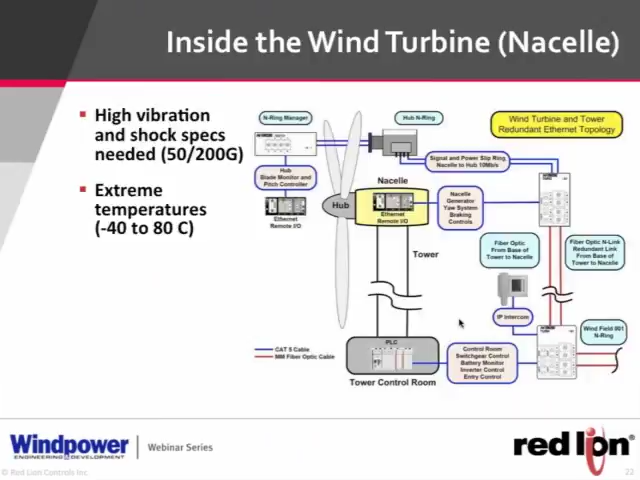 Inside the Wind Turbine (Nacelle)
High vibration
and shock specs
needed (50/200G)
Extreme
temperatures
(-40 to 80 C)
N-Ring Manager
Hub N-Ring
Wind Turbine and Tower
Redundant Ethernet Topology
Signal and Power Slip Ring,
Nacelle to Hub 10Mb/s
Hub
Blade Monitor and
Pitch Controller
Ethernet
Remote I/O
Nacelle
Hub
Ethernet
Remote I/O
Nacelle
Generator
Yaw System
Braking
Controls
Tower
Fiber Optic
From Base of
Tower to Nacelle
Fiber Optic N-Link
Redundant Link
From Base of
Tower to Nacelle
IP Intercom
Wind Field 001
N-Ring
PLC
CAT 5 Cable
MM Fiber Optic Cable
Tower Control Room
Control Room
Switchgear Control
Battery Monitor
Inverter Control
Entry Control
Windpower
ENGINEERING & DEVELOPMENT
Webinar Series
red lion®
© Red Lion Controls Inc.
22